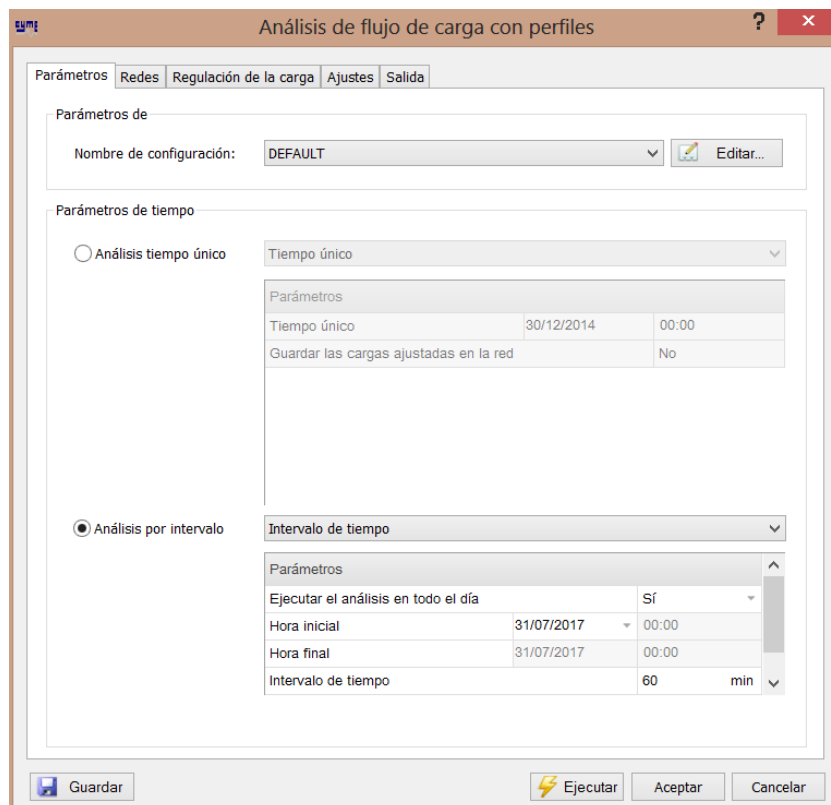 CYME
Análisis de flujo de carga con perfiles ?
Parámetros Redes Regulación de la carga Ajustes Salida
Parámetros de
Nombre de configuración: DEFAULT Editar...
Parámetros de tiempo
Análisis tiempo único Tiempo único
Parámetros
Tiempo único 30/12/2014 00:00
Guardar las cargas ajustadas en la red No
Análisis por intervalo Intervalo de tiempo
Parámetros
Ejecutar el análisis en todo el día Sí
Hora inicial 31/07/2017 00:00
Hora final 31/07/2017 00:00
Intervalo de tiempo 60 min
Guardar Ejecutar Aceptar Cancelar